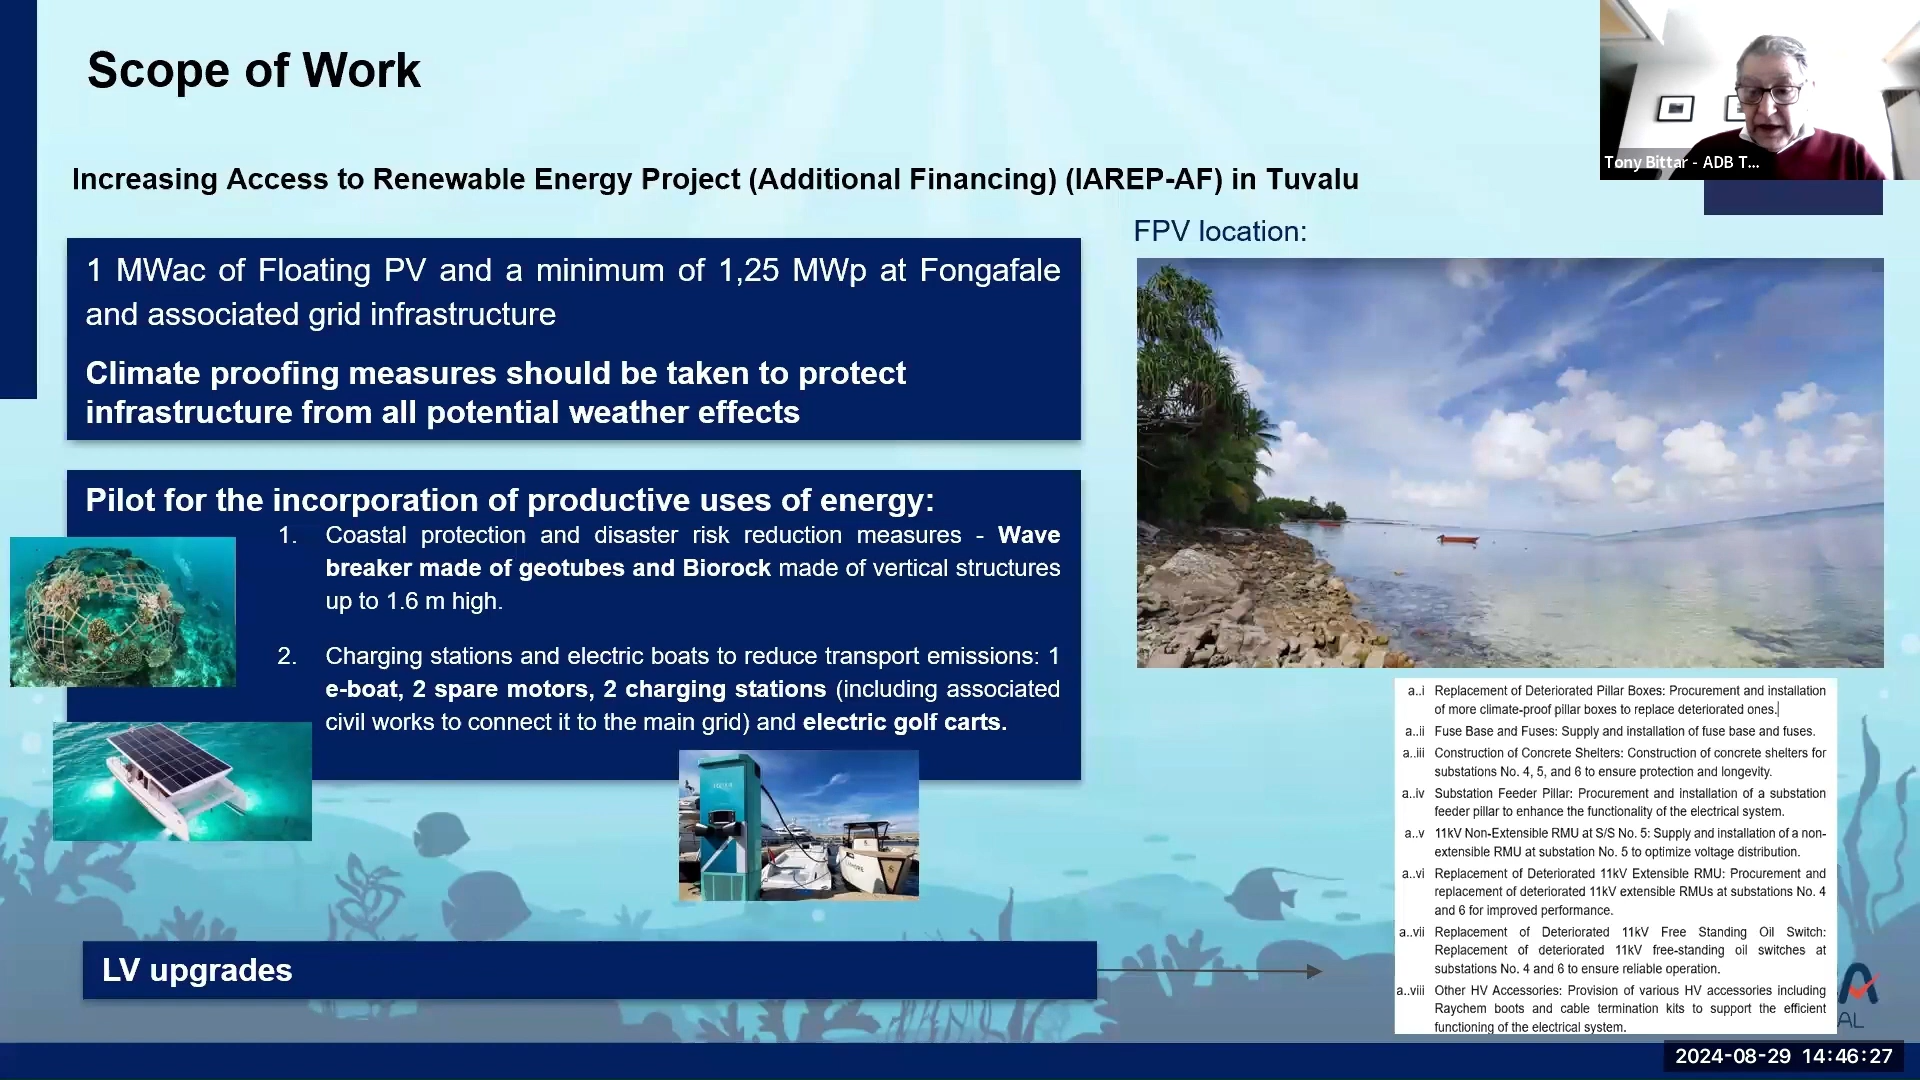 Scope of Work
Tony Bittar - ADB T...
Increasing Access to Renewable Energy Project (Additional Financing) (IAREP-AF) in Tuvalu
FPV location:
1 MWac of Floating PV and a minimum of 1,25 MWp at Fongafale
and associated grid infrastructure
Climate proofing measures should be taken to protect
infrastructure from all potential weather effects
Pilot for the incorporation of productive uses of energy:
1. Coastal protection and disaster risk reduction measures - Wave
breaker made of geotubes and Biorock made of vertical structures
up to 1.6 m high.
2. Charging stations and electric boats to reduce transport emissions: 1
e-boat, 2 spare motors, 2 charging stations (including associated
civil works to connect it to the main grid) and electric golf carts.
LV upgrades
a..i Replacement of Deteriorated Pillar Boxes: Procurement and installation
of more climate-proof pillar boxes to replace deteriorated ones.
a..ii Fuse Base and Fuses: Supply and installation of fuse base and fuses.
a..iii Construction of Concrete Shelters: Construction of concrete shelters for
substations No. 4, 5, and 6 to ensure protection and longevity.
a..iv Substation Feeder Pillar: Procurement and installation of a substation
feeder pillar to enhance the functionality of the electrical system.
a..v 11kV Non-Extensible RMU at S/S No. 5: Supply and installation of a non-
extensible RMU at substation No. 5 to optimize voltage distribution.
a..vi Replacement of Deteriorated 11kV Extensible RMU: Procurement and
replacement of deteriorated 11kV extensible RMUs at substations No. 4
and 6 for improved performance.
a..vii Replacement of Deteriorated 11kV Free Standing Oil Switch:
Replacement of deteriorated 11kV free-standing oil switches at
substations No. 4 and 6 to ensure reliable operation.
a..viii Other HV Accessories: Provision of various HV accessories including
Raychem boots and cable termination kits to support the efficient
functioning of the electrical system.
A
AL
2024-08-29 14:46:27